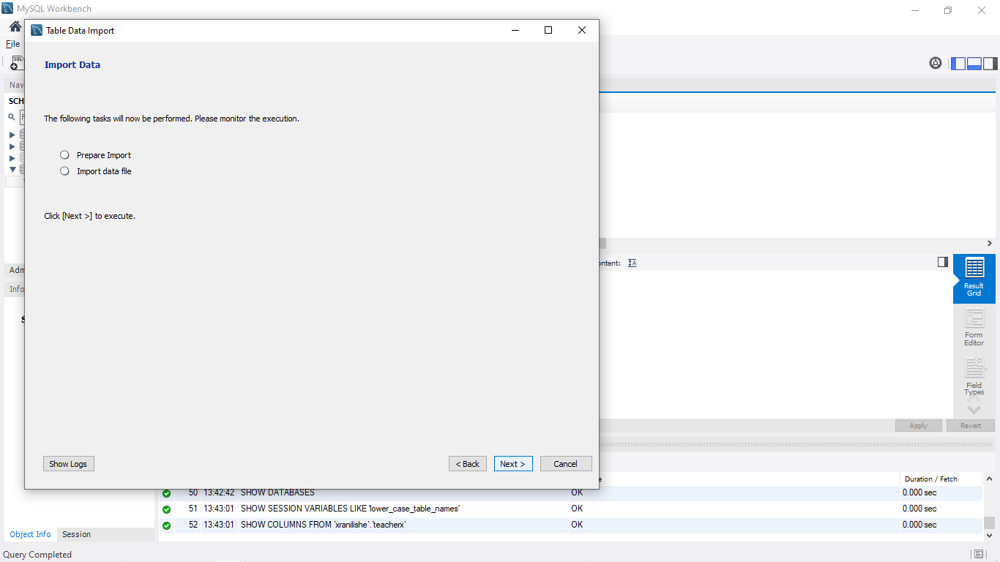 MySQL Workbench
Table Data Import
File
SQL
Import Data
Nav
SCH
F
The following tasks will now be performed. Please monitor the execution.
Prepare Import
Import data file
Click [Next >] to execute.
ontent:
Result
Grid
Adm
Info
Form
Editor
Field
Types
Apply
Revert
Show Logs
< Back
Next >
Cancel
Duration / Fetch
50 13:42:42 SHOW DATABASES OK 0.000 sec
51 13:43:01 SHOW SESSION VARIABLES LIKE 'lower_case_table_names' OK 0.000 sec
52 13:43:01 SHOW COLUMNS FROM `xranilishe`.`teacherx` OK 0.000 sec
Object Info
Session
Query Completed